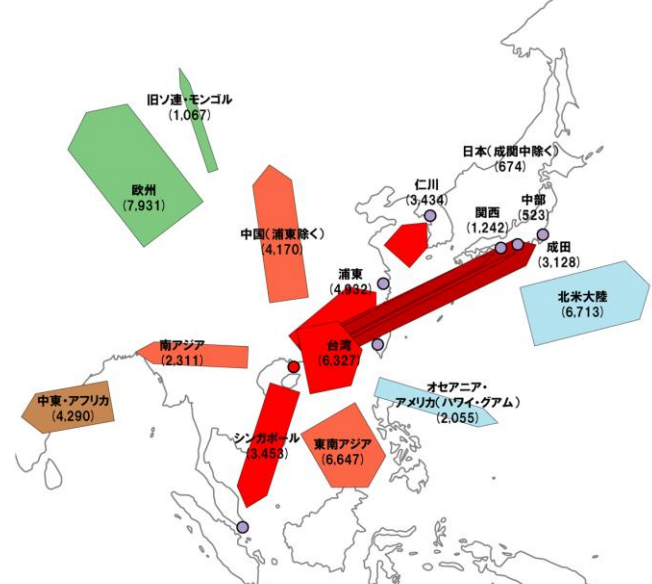 旧ソ連・モンゴル
(1,067)
欧州
(7,931)
日本(成関中除く)
(674)
仁川
(3,434)
中部
(523)
関西
(1,242)
成田
(3,128)
中国(浦東除く)
(4,170)
浦東
(4,932)
北米大陸
(6,713)
南アジア
(2,311)
台湾
(6,327)
中東・アフリカ
(4,290)
オセアニア・
アメリカ(ハワイ・グアム)
(2,055)
シンガポール
(3,453)
東南アジア
(6,647)